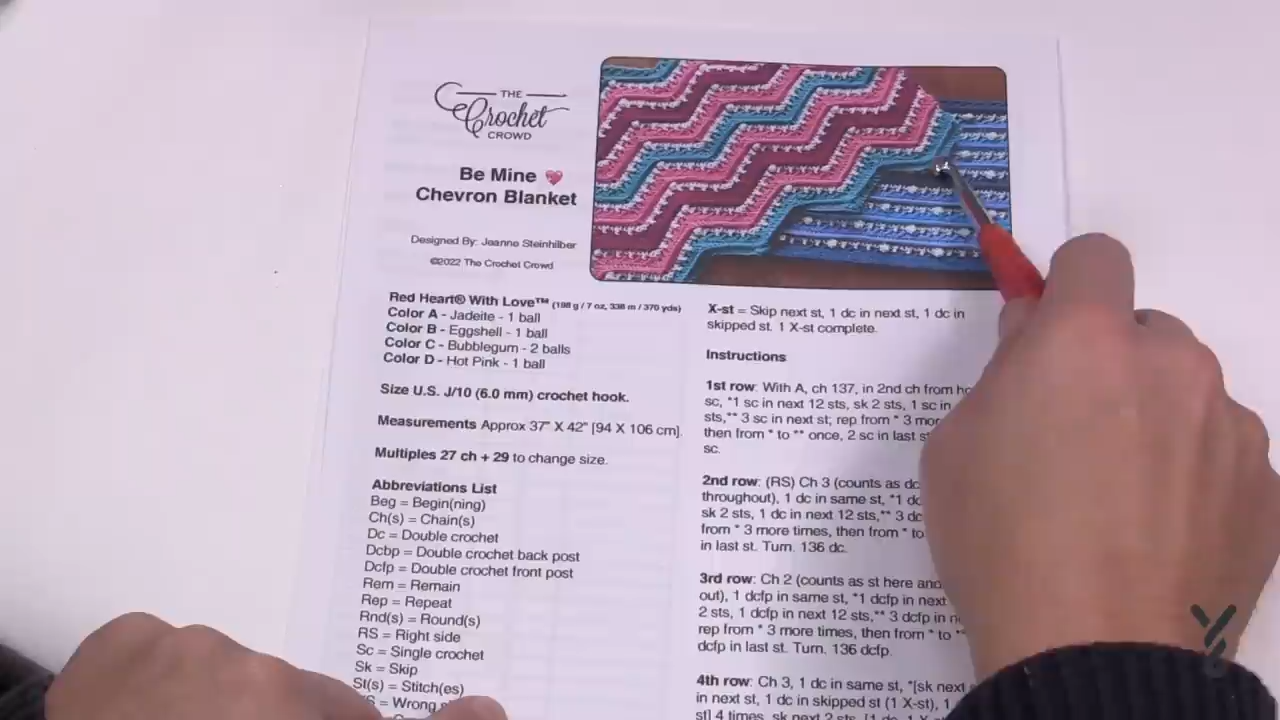 THE
Crochet
CROWD
Be Mine 💖
Chevron Blanket
Designed By: Jeanne Steinhilber
©2022 The Crochet Crowd
Red Heart® With Love™ (198 g / 7 oz, 338 m / 370 yds)
Color A - Jadeite - 1 ball
Color B - Eggshell - 1 ball
Color C - Bubblegum - 2 balls
Color D - Hot Pink - 1 ball
Size U.S. J/10 (6.0 mm) crochet hook.
Measurements Approx 37" X 42" [94 X 106 cm].
Multiples 27 ch + 29 to change size.
Abbreviations List
Beg = Begin(ning)
Ch(s) = Chain(s)
Dc = Double crochet
Dcbp = Double crochet back post
Dcfp = Double crochet front post
Rem = Remain
Rep = Repeat
Rnd(s) = Round(s)
RS = Right side
Sc = Single crochet
Sk = Skip
St(s) = Stitch(es)
= Wrong
X-st = Skip next st, 1 dc in next st, 1 dc in
skipped st. 1 X-st complete.
Instructions
1st row: With A, ch 137, in 2nd ch from
sc, *1 sc in next 12 sts, sk 2 sts, 1 sc in
sts,** 3 sc in next st; rep from * 3
then from * to ** once, 2 sc in last
sc.
2nd row: (RS) Ch 3 (counts as dc
throughout), 1 dc in same st, *1
sk 2 sts, 1 dc in next 12 sts,** 3
from * 3 more times, then from * to
in last st. Turn. 136 dc.
3rd row: Ch 2 (counts as st here and
out), 1 dcfp in same st, *1 dcfp in next
2 sts, 1 dcfp in next 12 sts,** 3 dcfp in
rep from * 3 more times, then from * to
dcfp in last st. Turn. 136 dcfp.
4th row: Ch 3, 1 dc in same st, *[sk next
in next st, 1 dc in skipped st (1 X-st), 1
st] 4 times, sk next 2 sts, [1 dc, 1